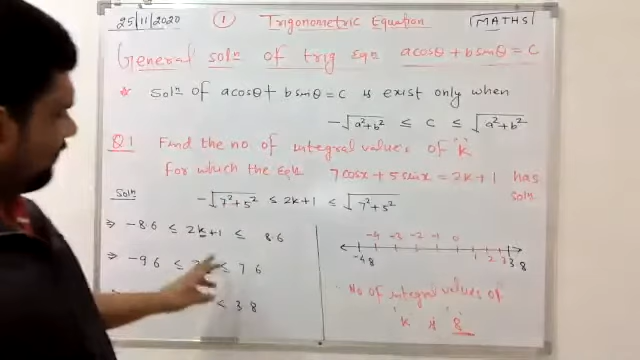 25/11/2020 ① Trigonometric Equation MATHS
General solⁿ of trig Eqn acosθ + bsinθ = c
* Solⁿ of acosθ + bsinθ = c is exist only when
-√a²+b² ≤ c ≤ √a²+b²
Q1 Find the no of integral values of 'K'
For which the Eqn 7cosx + 5sinx = 2k+1 has
solⁿ
Solⁿ
-√7²+5² ≤ 2k+1 ≤ √7²+5²
⇒ -8.6 ≤ 2k+1 ≤ 8.6
⇒ -9.6 ≤ ≤ 7.6
≤ 3.8
-4 -3 -2 -1 0
-4.8 1 2 3 3.8
No of integral values of
'K' is 8